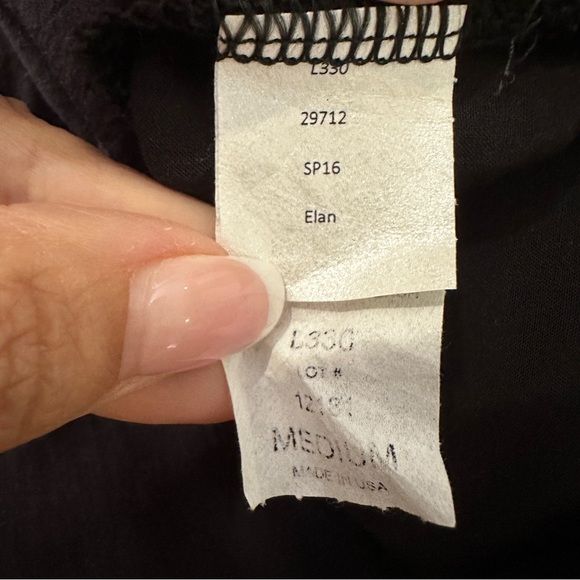 L330
29712
SP16
Elan
L330
LOT #
MEDIUM
MADE IN USA